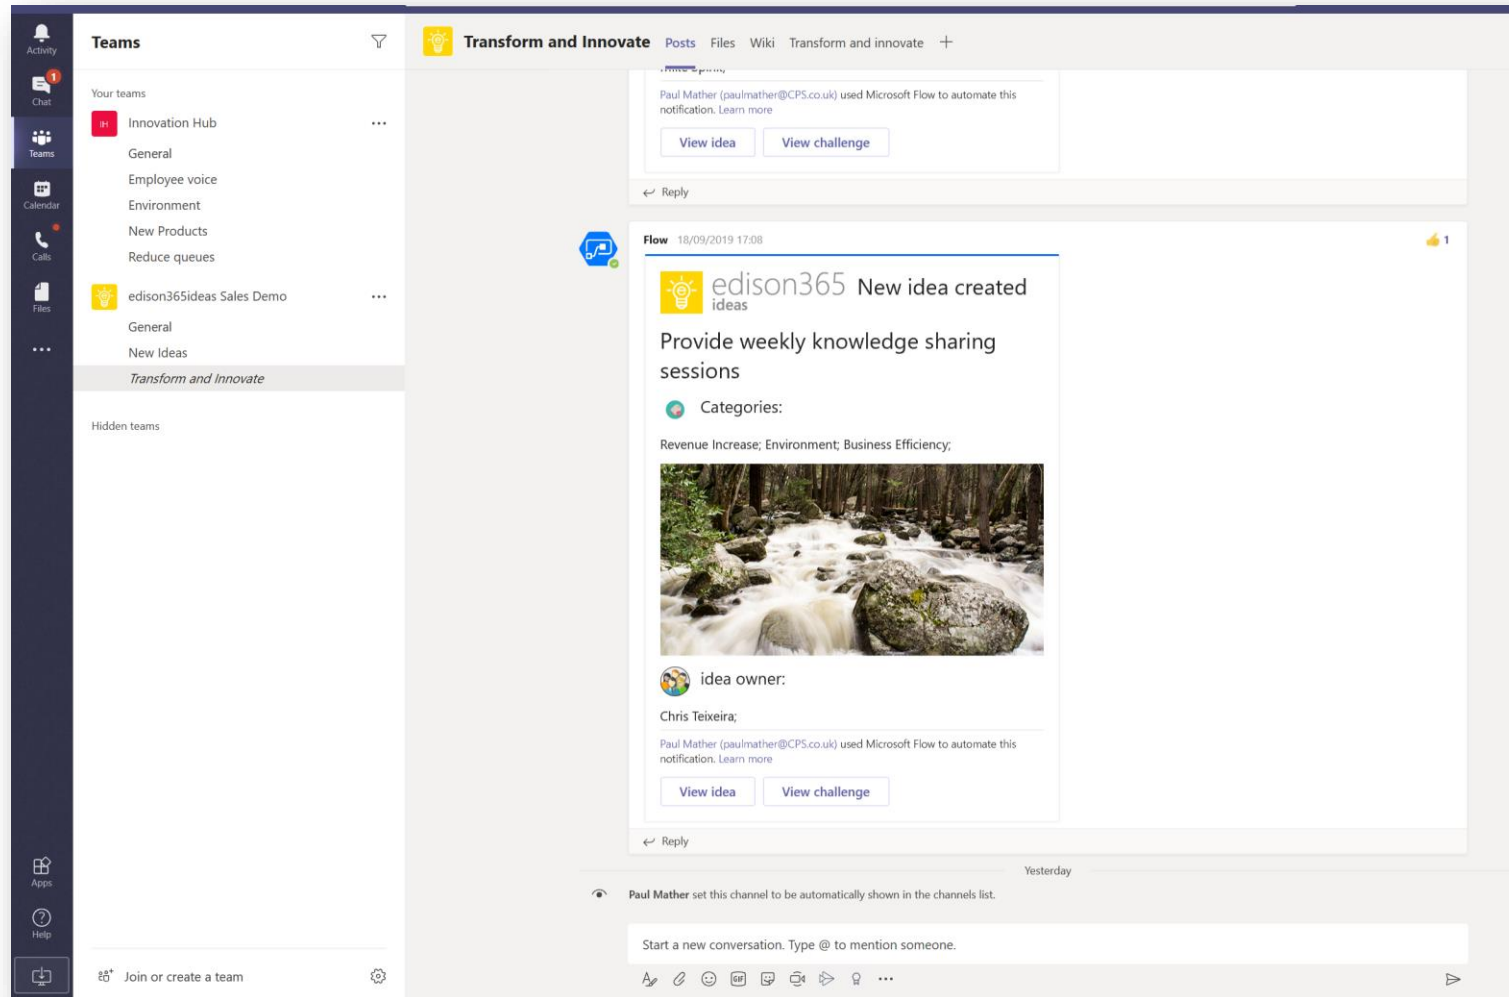 Activity
1
Chat
Teams
Calendar
Calls
Files
Apps
Help
Teams
Your teams
IH Innovation Hub
General
Employee voice
Environment
New Products
Reduce queues
edison365ideas Sales Demo
General
New Ideas
Transform and Innovate
Hidden teams
Join or create a team
Transform and Innovate Posts Files Wiki Transform and innovate
Paul Mather (paulmather@CPS.co.uk) used Microsoft Flow to automate this
notification. Learn more
View idea View challenge
Reply
Flow 18/09/2019 17:08
1
edison365 New idea created
ideas
Provide weekly knowledge sharing
sessions
Categories:
Revenue Increase; Environment; Business Efficiency;
idea owner:
Chris Teixeira;
Paul Mather (paulmather@CPS.co.uk) used Microsoft Flow to automate this
notification. Learn more
View idea View challenge
Reply
Yesterday
Paul Mather set this channel to be automatically shown in the channels list.
Start a new conversation. Type @ to mention someone.
GIF